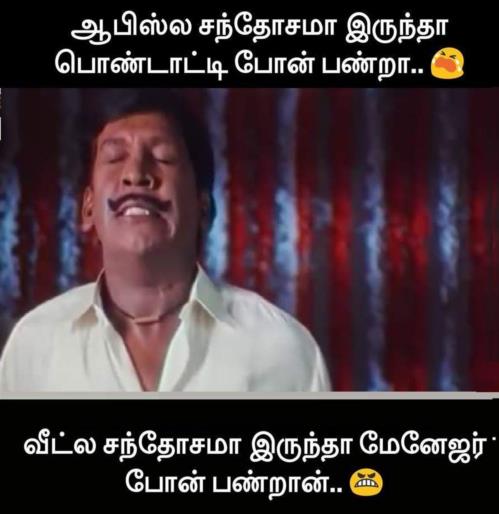 ஆபிஸ்ல சந்தோசமா இருந்தா
பொண்டாட்டி போன் பண்றா.. 😭
வீட்ல சந்தோசமா இருந்தா மேனேஜர்
போன் பண்றான்.. 😬